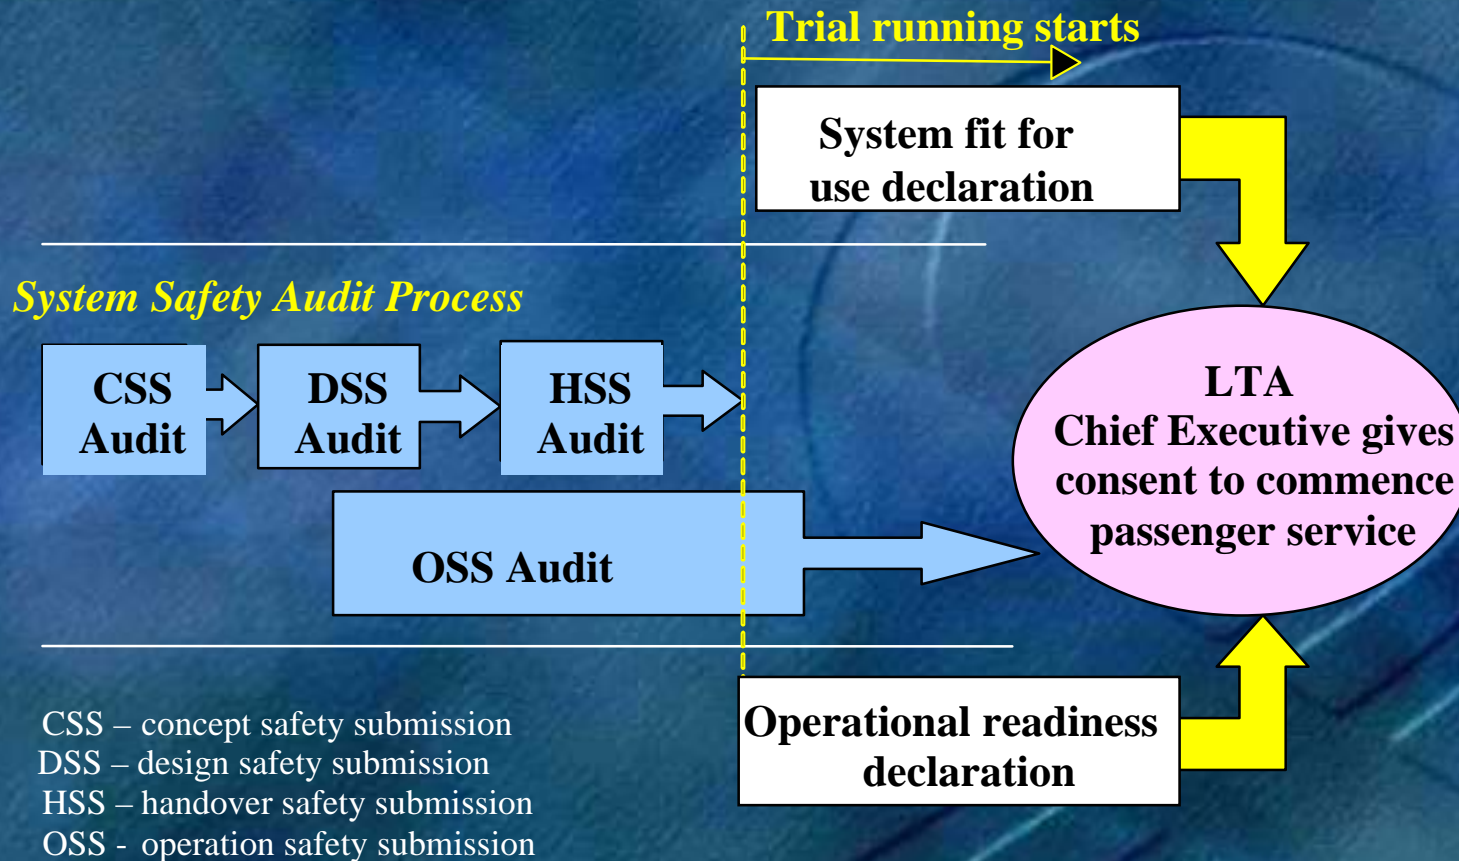 Trial running starts
System fit for
use declaration
System Safety Audit Process
CSS
Audit
DSS
Audit
HSS
Audit
OSS Audit
LTA
Chief Executive gives
consent to commence
passenger service
Operational readiness
declaration
CSS – concept safety submission
DSS – design safety submission
HSS – handover safety submission
OSS - operation safety submission